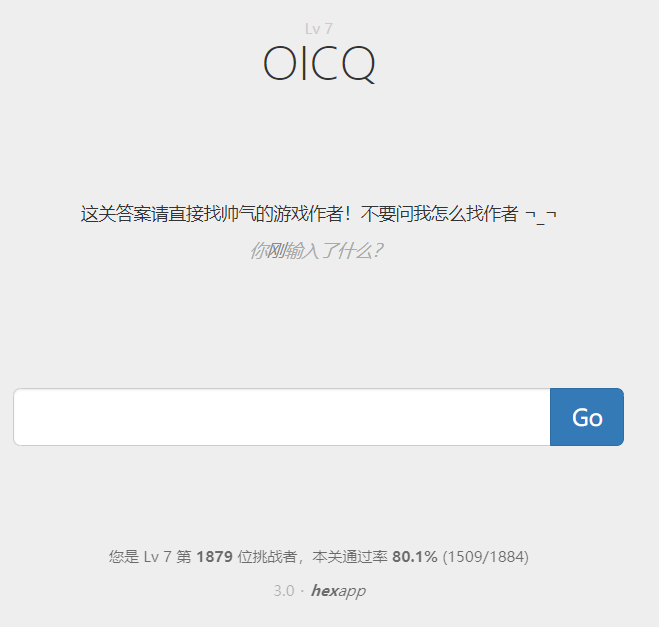 Lv 7
OICQ
这关答案请直接找帅气的游戏作者！不要问我怎么找作者 ¬_¬
你刚输入了什么？
Go
您是 Lv 7 第 1879 位挑战者，本关通过率 80.1% (1509/1884)
3.0 · hexapp